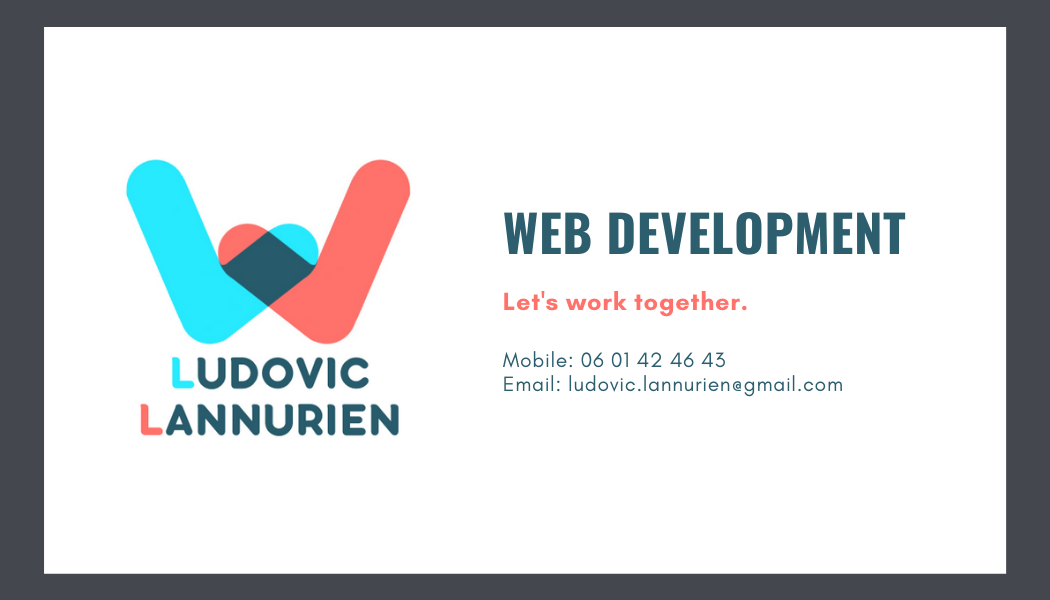 LUDOVIC
LANNURIEN
WEB DEVELOPMENT
Let's work together.
Mobile: 06 01 42 46 43
Email: ludovic.lannurien@gmail.com